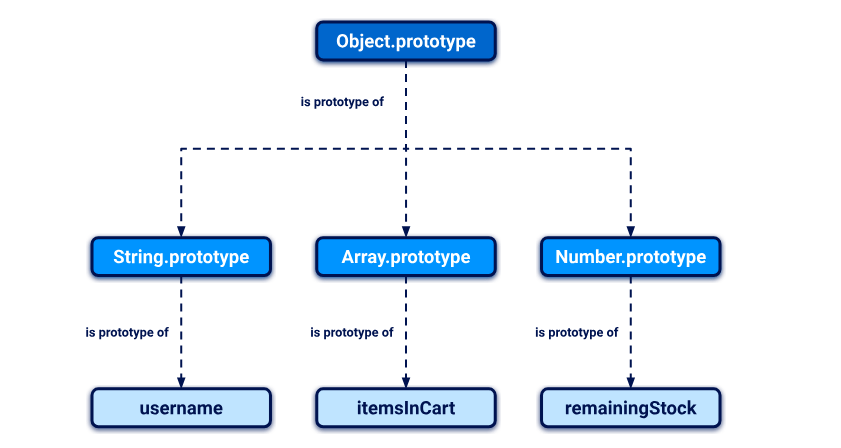 Object.prototype
is prototype of
String.prototype
Array.prototype
Number.prototype
is prototype of
is prototype of
is prototype of
username
itemsInCart
remainingStock